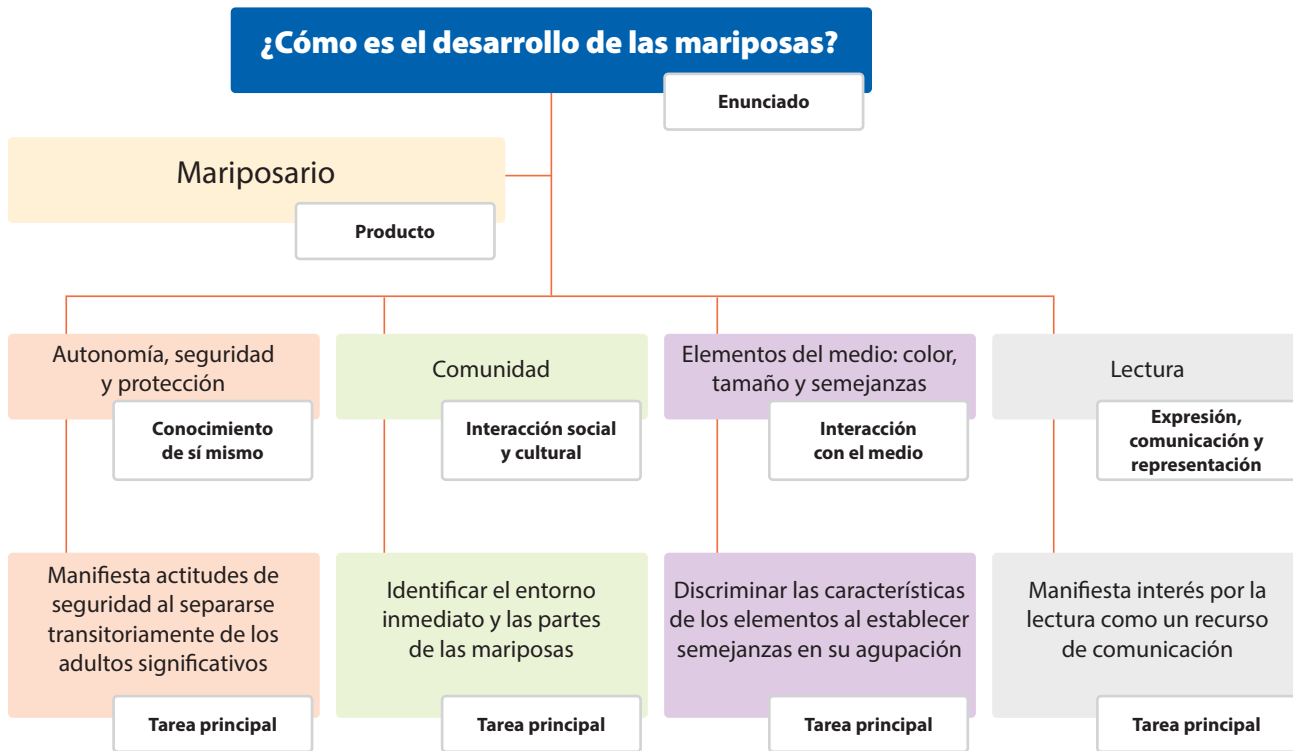 ¿Cómo es el desarrollo de las mariposas?
Enunciado
Mariposario
Producto
Autonomía, seguridad
y protección
Conocimiento
de sí mismo
Comunidad
Interacción social
y cultural
Elementos del medio: color,
tamaño y semejanzas
Interacción
con el medio
Lectura
Expresión,
comunicación y
representación
Manifiesta actitudes de
seguridad al separarse
transitoriamente de los
adultos significativos
Tarea principal
Identificar el entorno
inmediato y las partes
de las mariposas
Tarea principal
Discriminar las características
de los elementos al establecer
semejanzas en su agupación
Tarea principal
Manifiesta interés por la
lectura como un recurso
de comunicación
Tarea principal